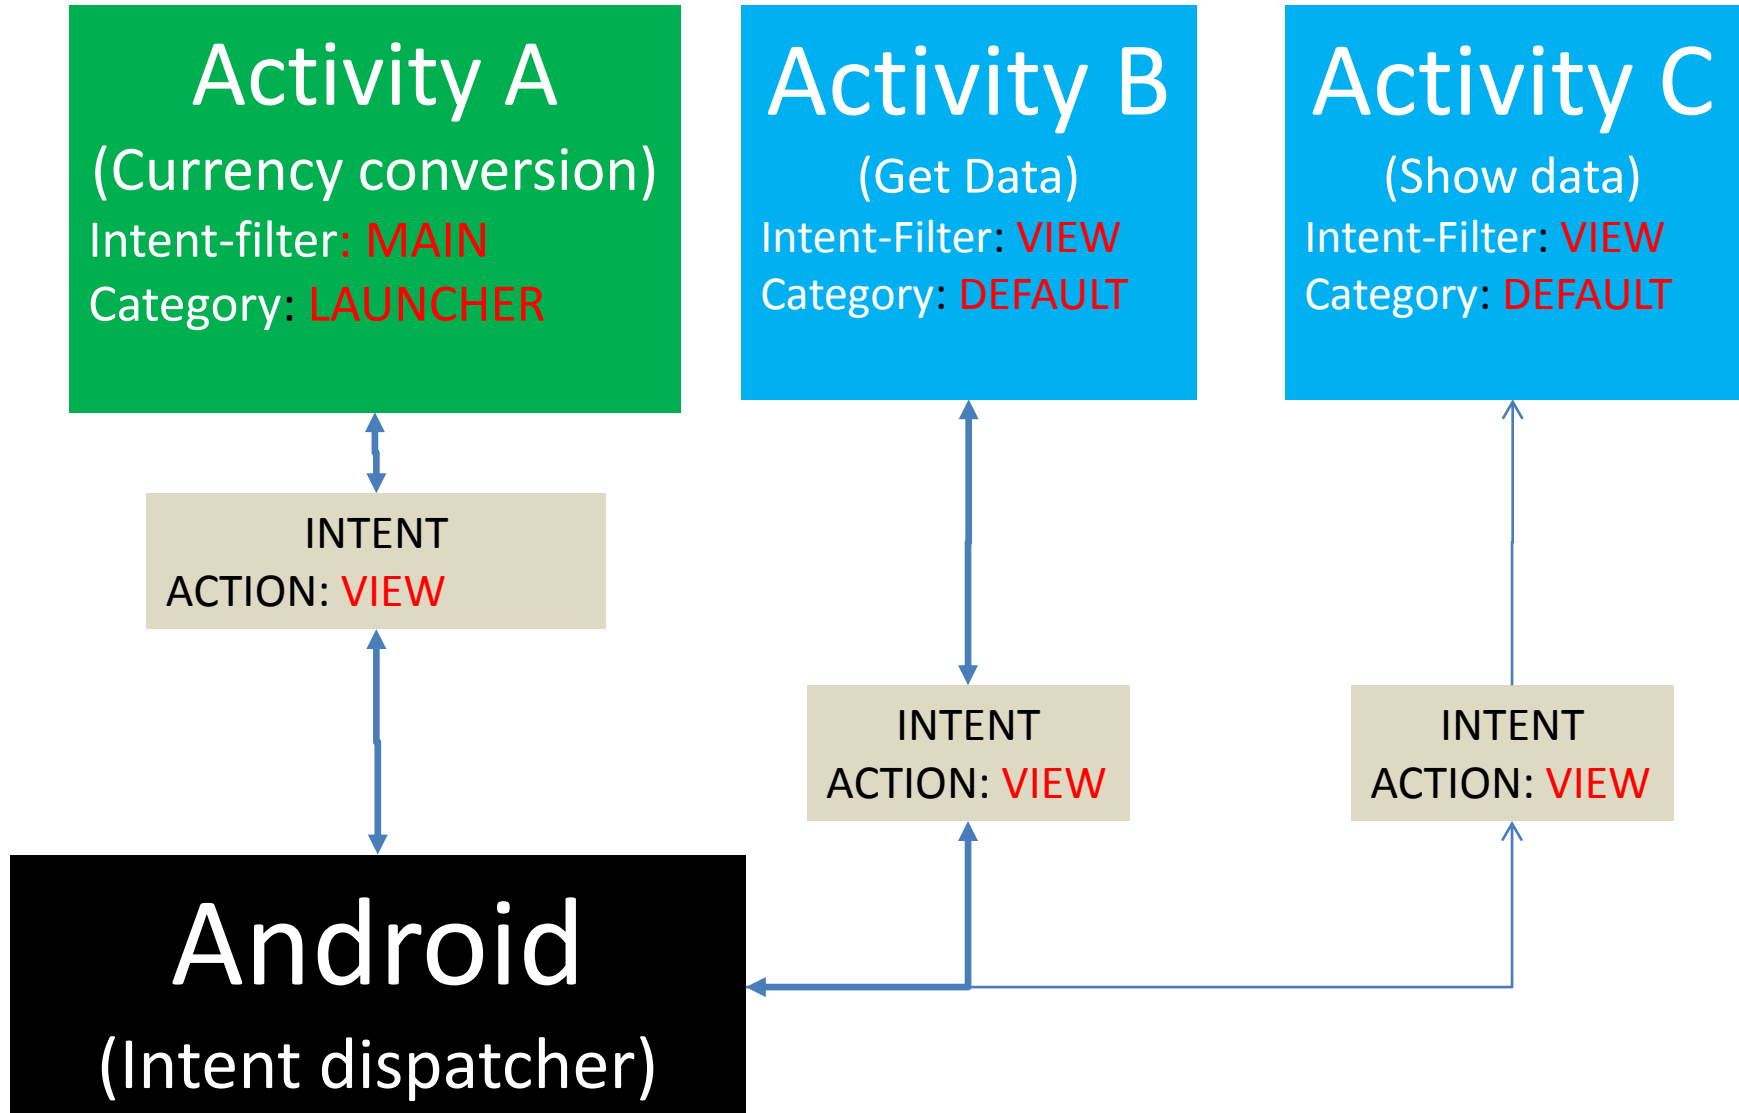 Activity A
(Currency conversion)
Intent-filter: MAIN
Category: LAUNCHER
Activity B
(Get Data)
Intent-Filter: VIEW
Category: DEFAULT
Activity C
(Show data)
Intent-Filter: VIEW
Category: DEFAULT
INTENT
ACTION: VIEW
INTENT
ACTION: VIEW
INTENT
ACTION: VIEW
Android
(Intent dispatcher)